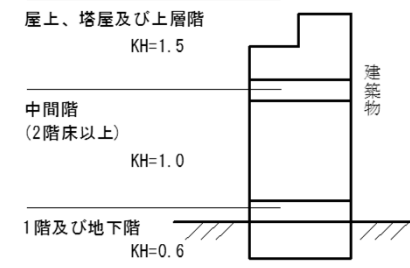 屋上、塔屋及び上層階
KH=1.5
中間階
(2階床以上)
KH=1.0
1階及び地下階
KH=0.6
建築物